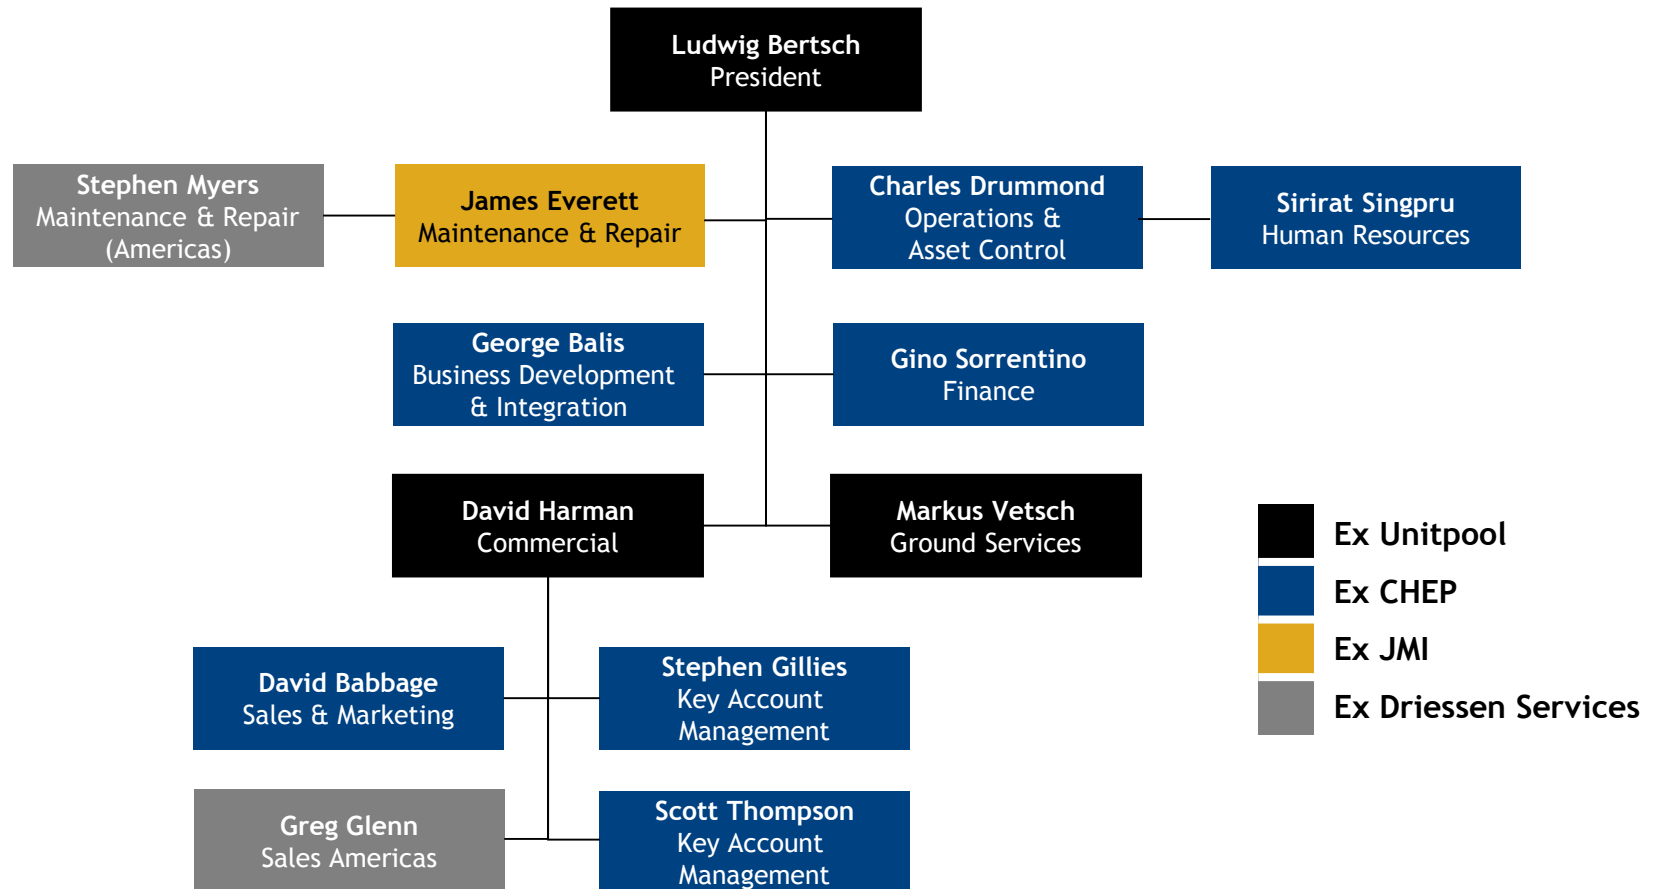 Ludwig Bertsch
President
Stephen Myers
Maintenance & Repair
(Americas)
James Everett
Maintenance & Repair
Charles Drummond
Operations &
Asset Control
Sirirat Singpru
Human Resources
George Balis
Business Development
& Integration
Gino Sorrentino
Finance
David Harman
Commercial
Markus Vetsch
Ground Services
Ex Unitpool
Ex CHEP
Ex JMI
Ex Driessen Services
David Babbage
Sales & Marketing
Stephen Gillies
Key Account
Management
Greg Glenn
Sales Americas
Scott Thompson
Key Account
Management